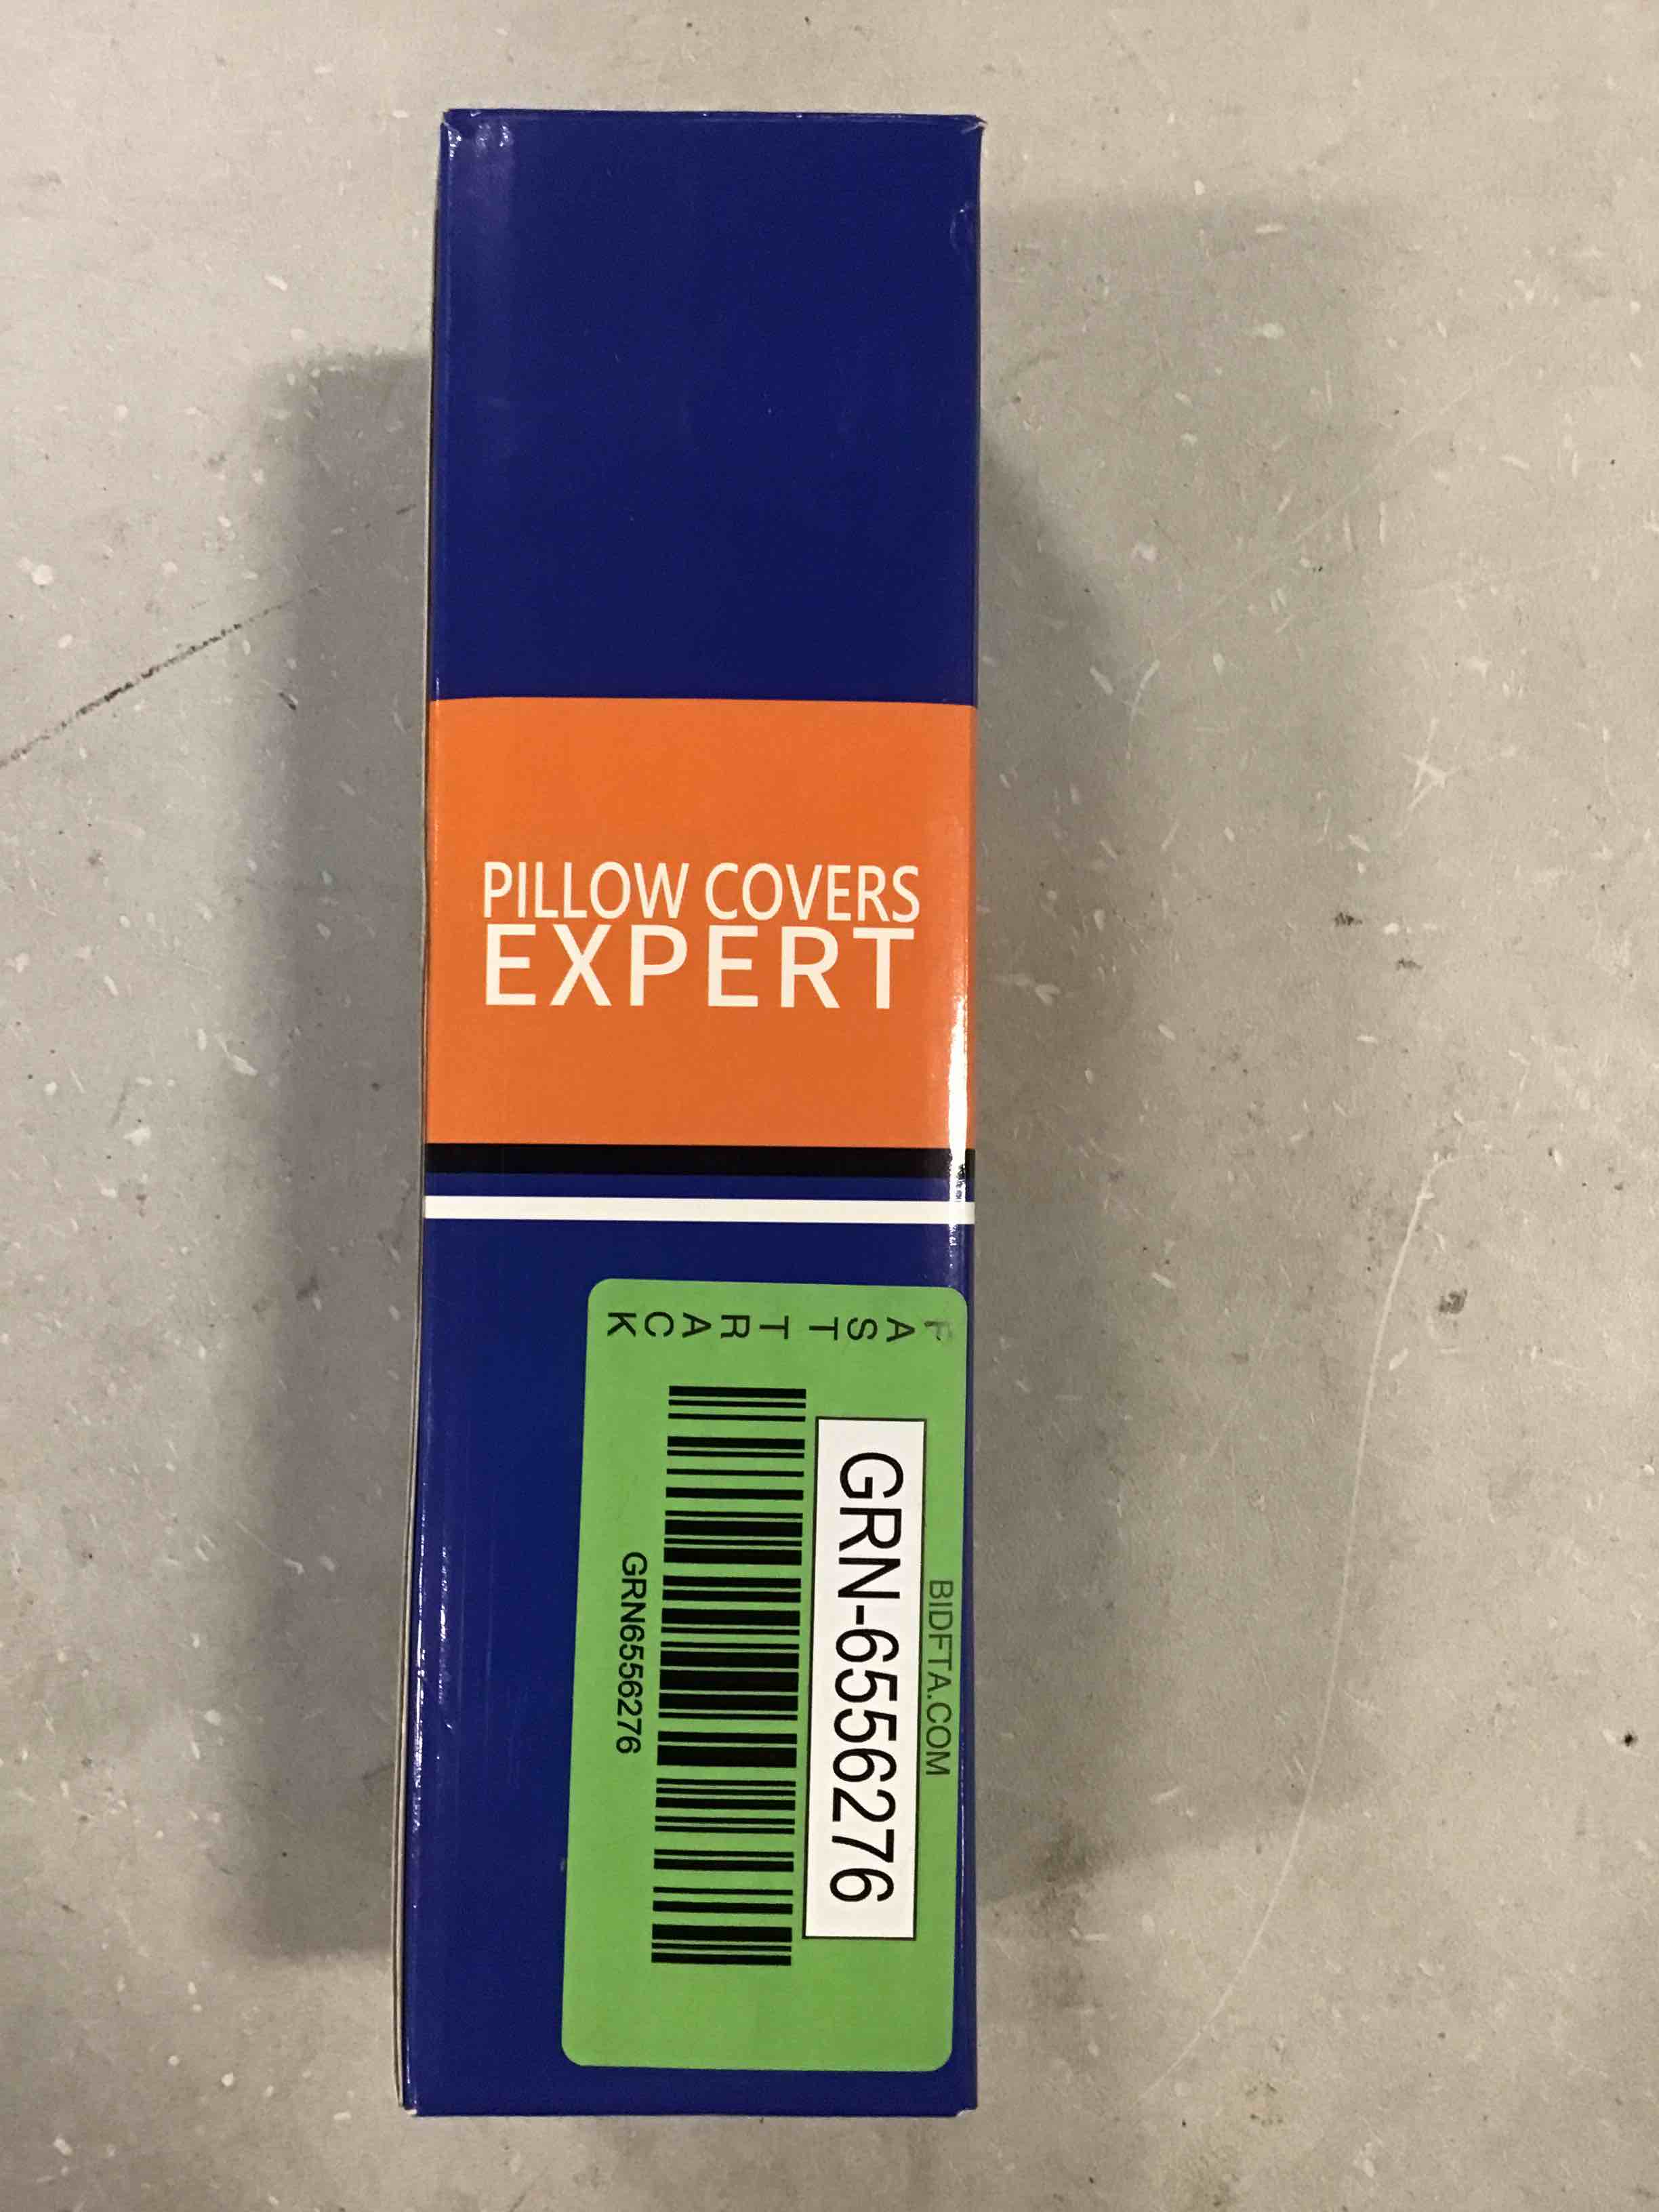 PILLOW COVERS
EXPERT
FAST TRACK
BIDFTA.COM
GRN-6556276
GRN6556276